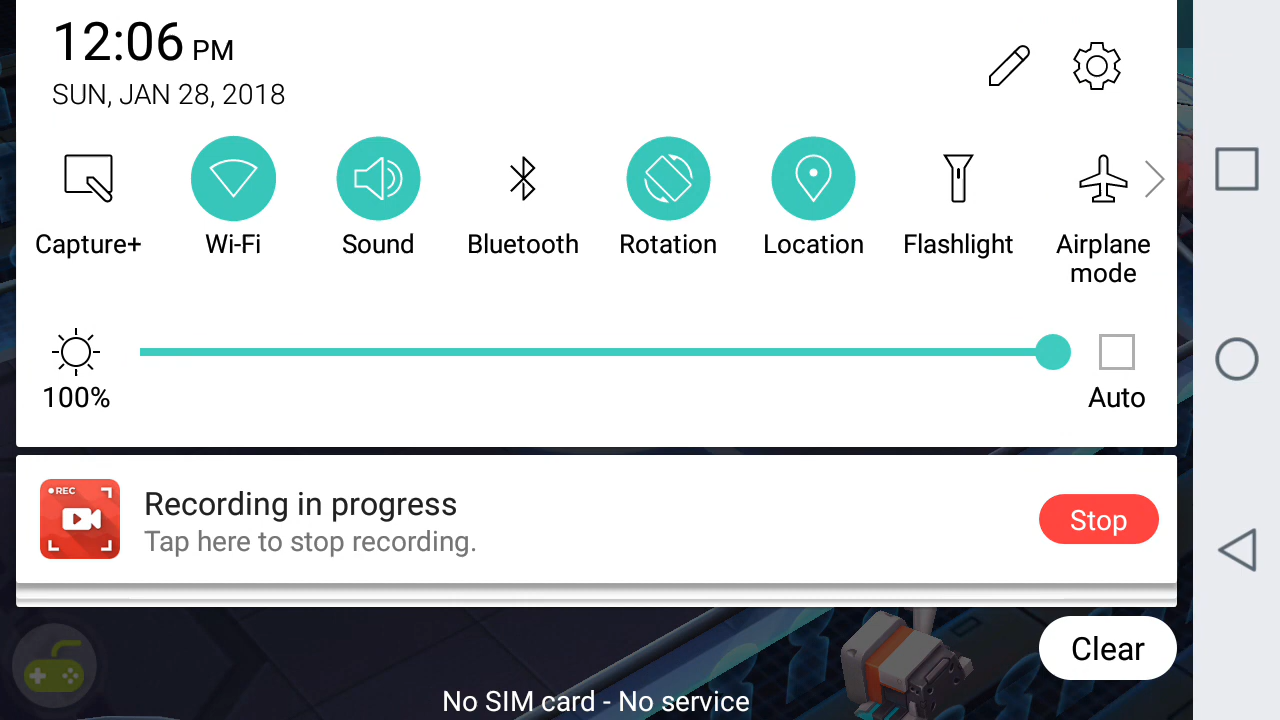 12:06 PM
SUN, JAN 28, 2018
Capture+
Wi-Fi
Sound
Bluetooth
Rotation
Location
Flashlight
Airplane
mode
100%
Auto
REC
Recording in progress
Tap here to stop recording.
Stop
Clear
No SIM card - No service